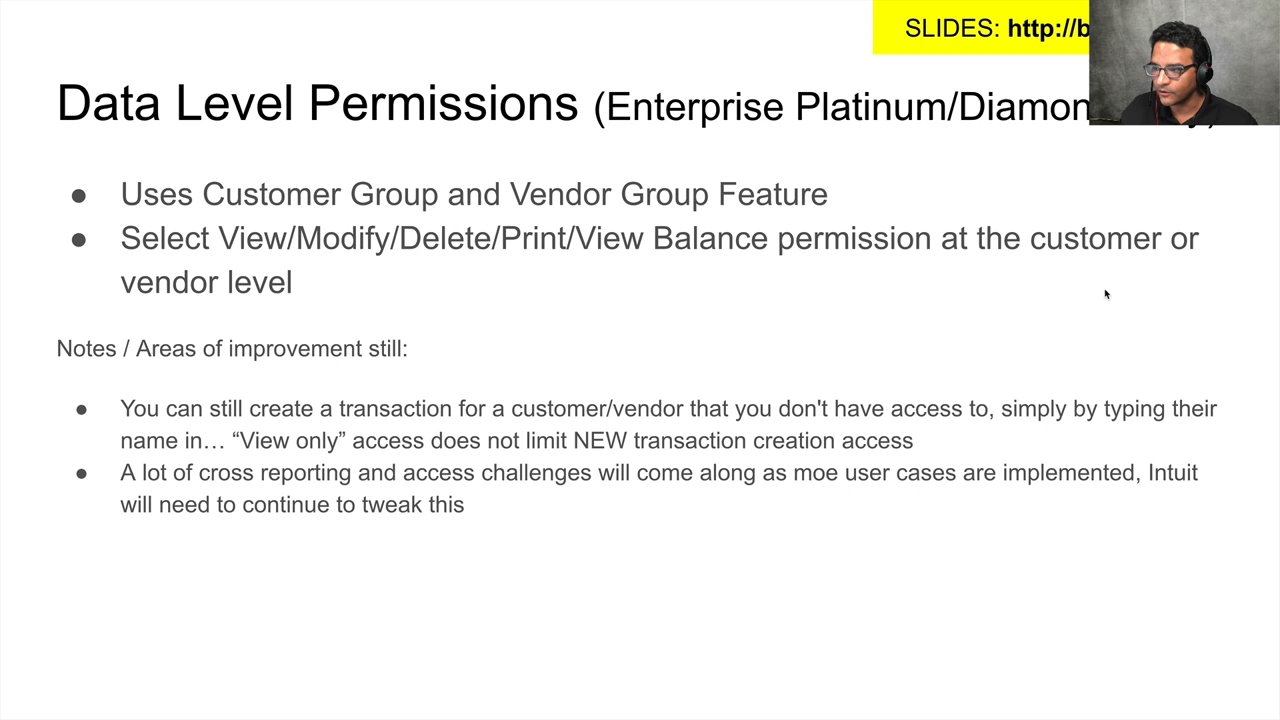 SLIDES: http://b
Data Level Permissions (Enterprise Platinum/Diamon
● Uses Customer Group and Vendor Group Feature
● Select View/Modify/Delete/Print/View Balance permission at the customer or
vendor level
Notes / Areas of improvement still:
● You can still create a transaction for a customer/vendor that you don't have access to, simply by typing their
name in… “View only” access does not limit NEW transaction creation access
● A lot of cross reporting and access challenges will come along as moe user cases are implemented, Intuit
will need to continue to tweak this